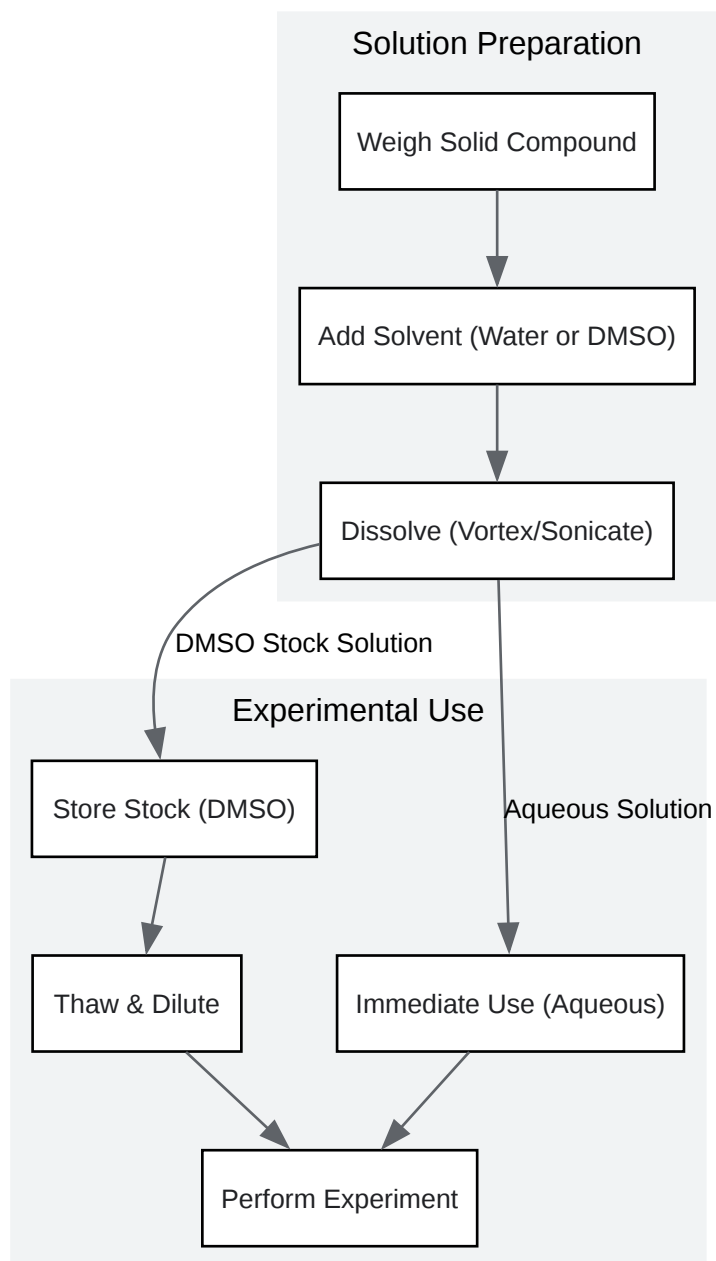 Solution Preparation
Weigh Solid Compound
Add Solvent (Water or DMSO)
Dissolve (Vortex/Sonicate)
DMSO Stock Solution
Experimental Use
Store Stock (DMSO)
Aqueous Solution
Thaw & Dilute
Immediate Use (Aqueous)
Perform Experiment